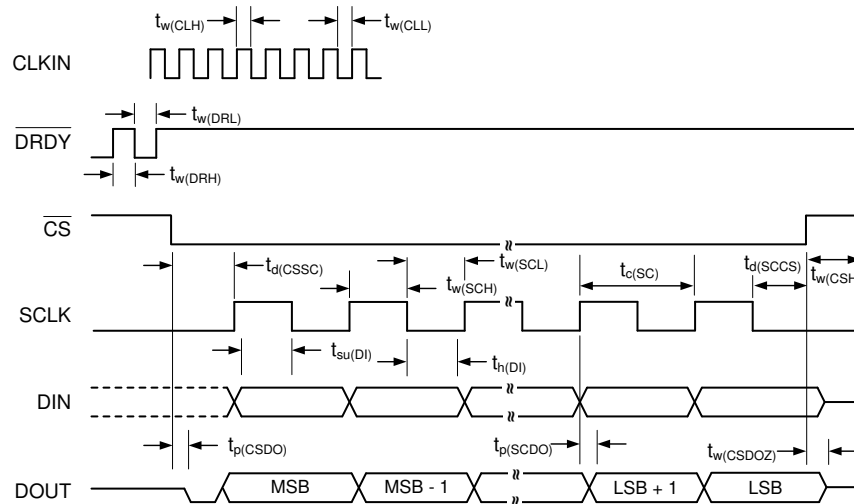 tw(CLH) tw(CLL)
CLKIN
tw(DRL)
DRDY
tw(DRH)
CS
td(CSSC) tw(SCL) tc(SC) td(SCCS)
tw(SCH) tw(CSH
SCLK
tsu(DI) th(DI)
DIN
tp(CSDO) tp(SCDO) tw(CSDOZ)
DOUT MSB MSB - 1 LSB + 1 LSB